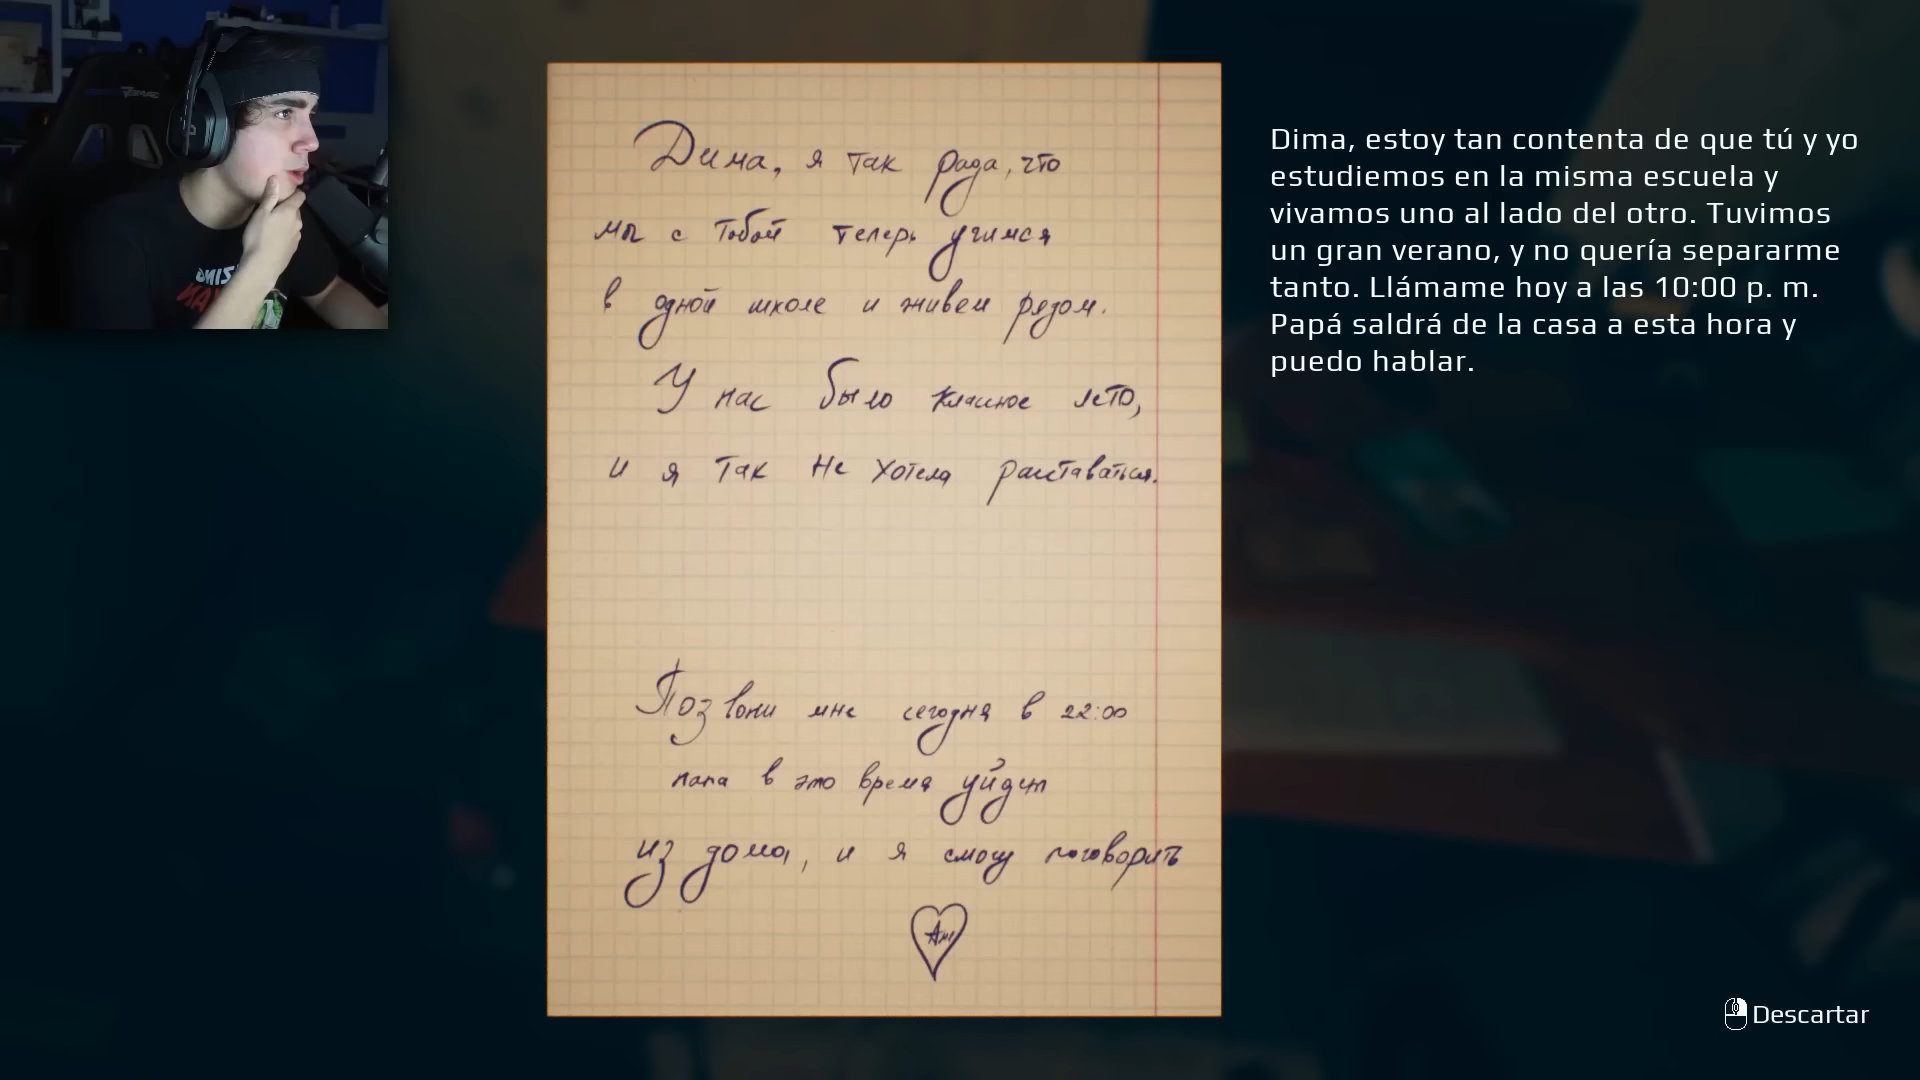 Дима, я так рада, что
мы с тобой теперь учимся
в одной школе и живем рядом.
У нас было классное лето,
и я так не хотела расставаться.
Позвони мне сегодня в 22:00
папа в это время уйдет
из дома, и я смогу поговорить
Dima, estoy tan contenta de que tú y yo
estudiemos en la misma escuela y
vivamos uno al lado del otro. Tuvimos
un gran verano, y no quería separarme
tanto. Llámame hoy a las 10:00 p. m.
Papá saldrá de la casa a esta hora y
puedo hablar.
Descartar